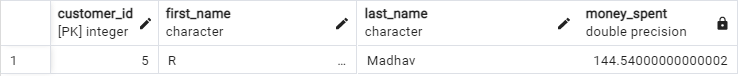 customer_id first_name last_name money_spent
[PK] integer character character double precision
1 5 R ... Madhav 144.54000000000002